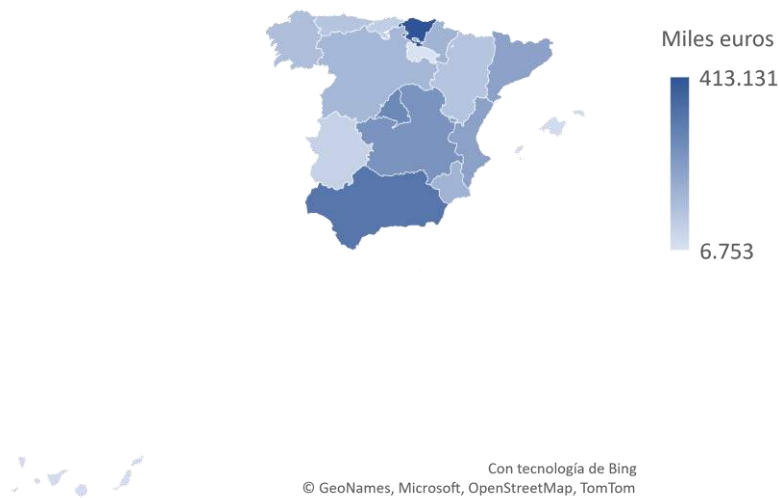 Miles euros
413.131
6.753
Con tecnología de Bing
© GeoNames, Microsoft, OpenStreetMap, TomTom